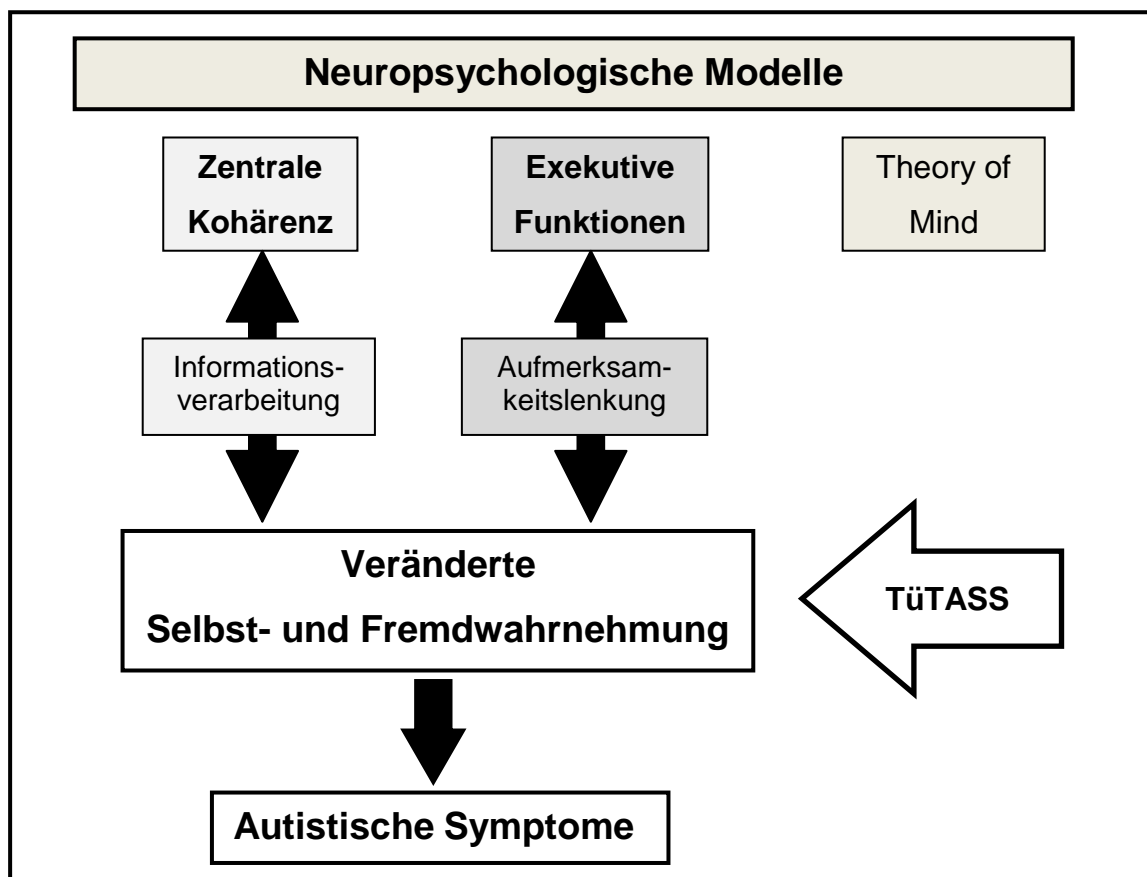 Neuropsychologische Modelle
Zentrale
Kohärenz
Exekutive
Funktionen
Theory of
Mind
Informations-
verarbeitung
Aufmerksam-
keitslenkung
Veränderte
Selbst- und Fremdwahrnehmung
TüTASS
Autistische Symptome